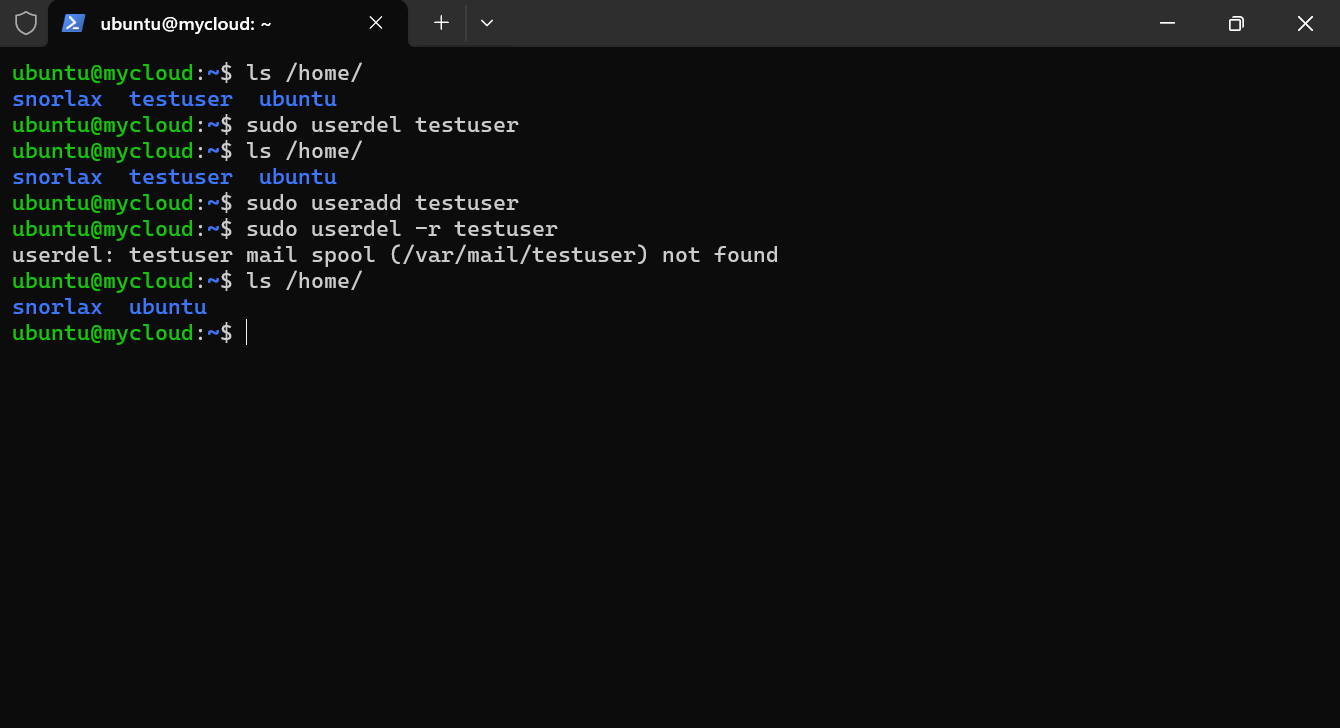 ubuntu@mycloud: ~
ubuntu@mycloud:~$ ls /home/
snorlax  testuser  ubuntu
ubuntu@mycloud:~$ sudo userdel testuser
ubuntu@mycloud:~$ ls /home/
snorlax  testuser  ubuntu
ubuntu@mycloud:~$ sudo useradd testuser
ubuntu@mycloud:~$ sudo userdel -r testuser
userdel: testuser mail spool (/var/mail/testuser) not found
ubuntu@mycloud:~$ ls /home/
snorlax  ubuntu
ubuntu@mycloud:~$